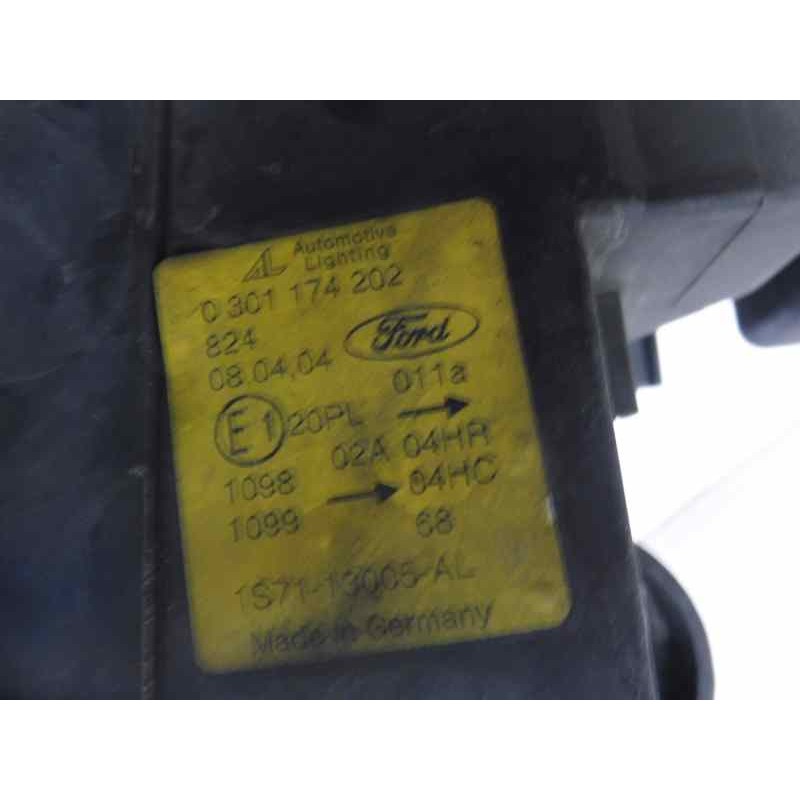 AL Automotive
Lighting
0 301 174 202
824
Ford
08.04.04
011a
E1 20PL →
02A 04HR
1098 → 04HC
1099 68
1S71-13005-AL
Made in Germany